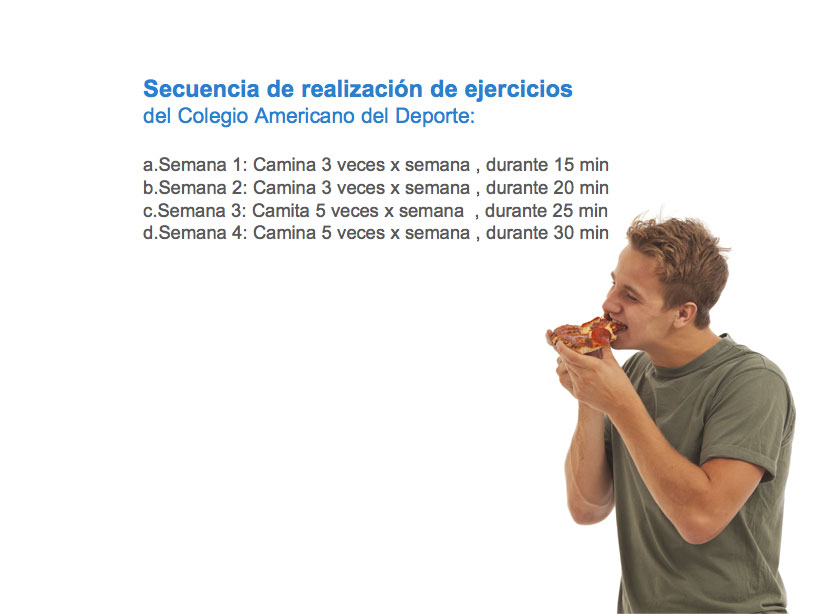 Secuencia de realización de ejercicios
del Colegio Americano del Deporte:
a.Semana 1: Camina 3 veces x semana , durante 15 min
b.Semana 2: Camina 3 veces x semana , durante 20 min
c.Semana 3: Camita 5 veces x semana , durante 25 min
d.Semana 4: Camina 5 veces x semana , durante 30 min